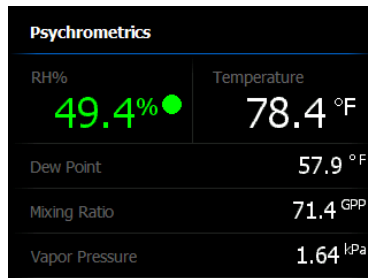 Psychrometrics
RH% Temperature
49.4% 78.4 °F
Dew Point 57.9 °F
Mixing Ratio 71.4 GPP
Vapor Pressure 1.64 kPa